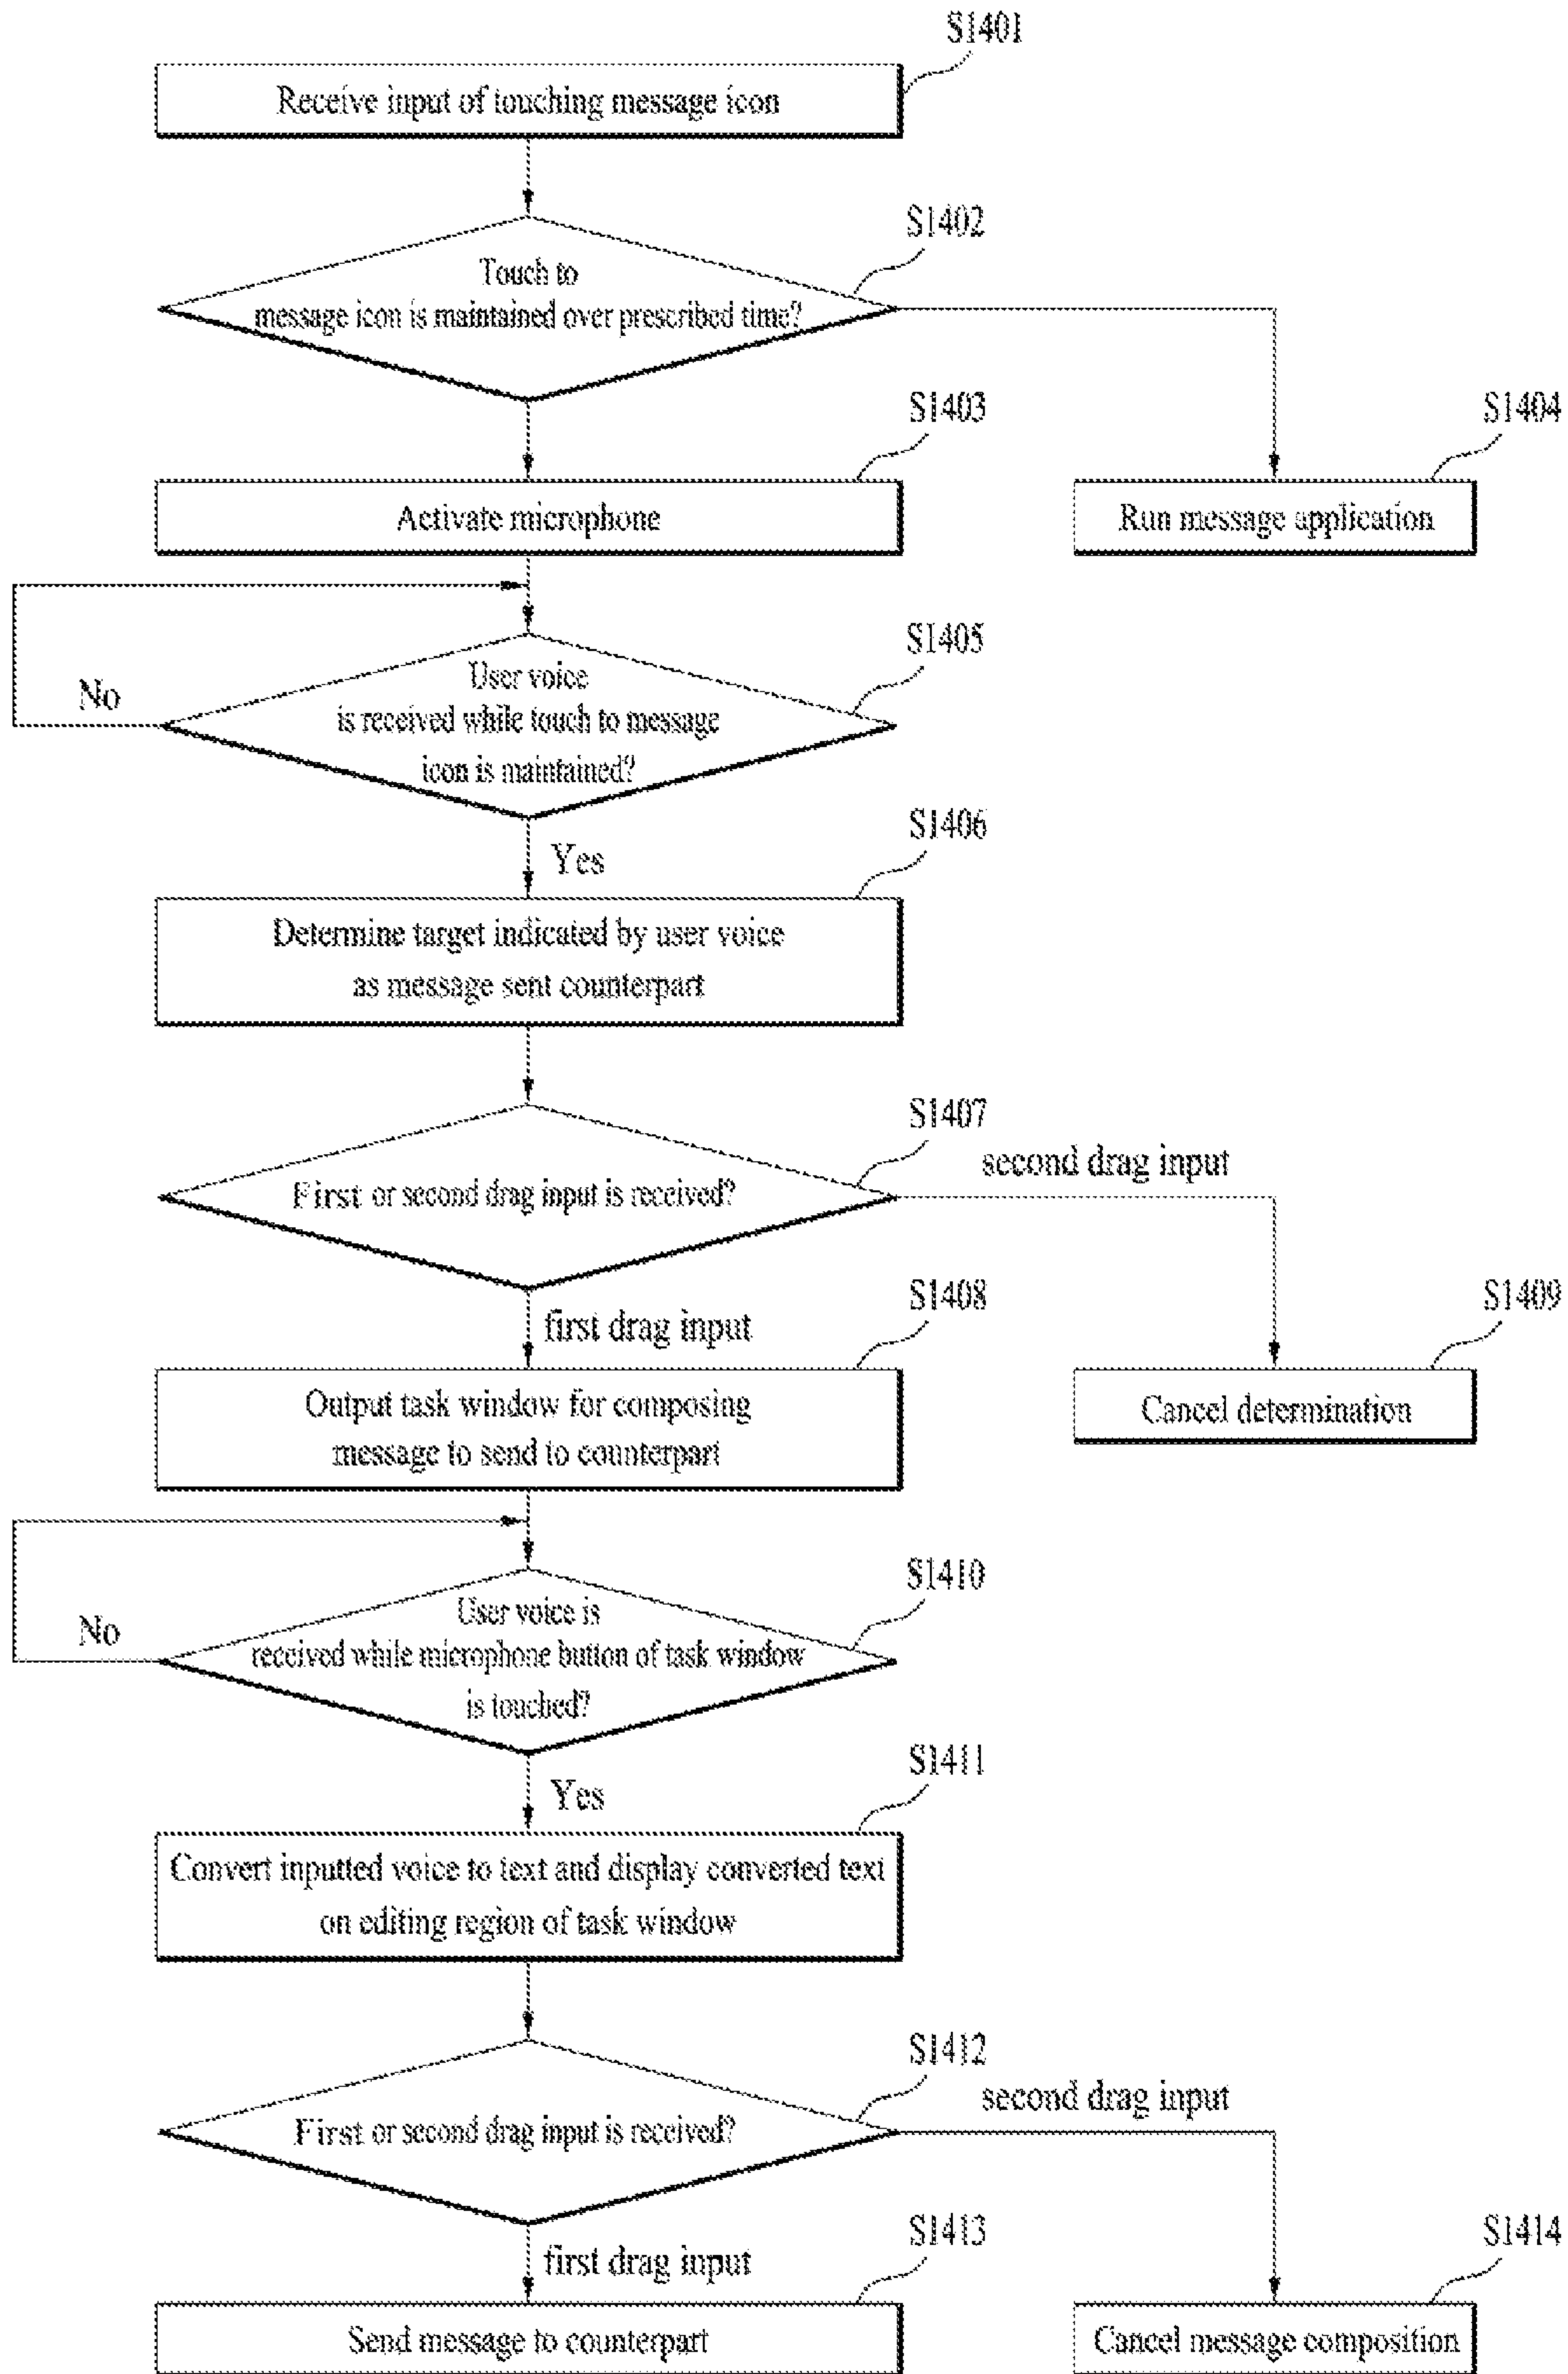 S1401
Receive input of touching message icon
S1402
Touch to
message icon is maintained over prescribed time?
S1403
S1404
Activate microphone
Run message application
S1405
No
User voice
is received while touch to message
icon is maintained?
S1406
Yes
Determine target indicated by user voice
as message sent counterpart
S1407
second drag input
First or second drag input is received?
S1408
S1409
first drag input
Output task window for composing
message to send to counterpart
Cancel determination
S1410
No
User voice is
received while microphone button of task window
is touched?
S1411
Yes
Convert inputted voice to text and display converted text
on editing region of task window
S1412
second drag input
First or second drag input is received?
S1413
S1414
first drag input
Send message to counterpart
Cancel message composition